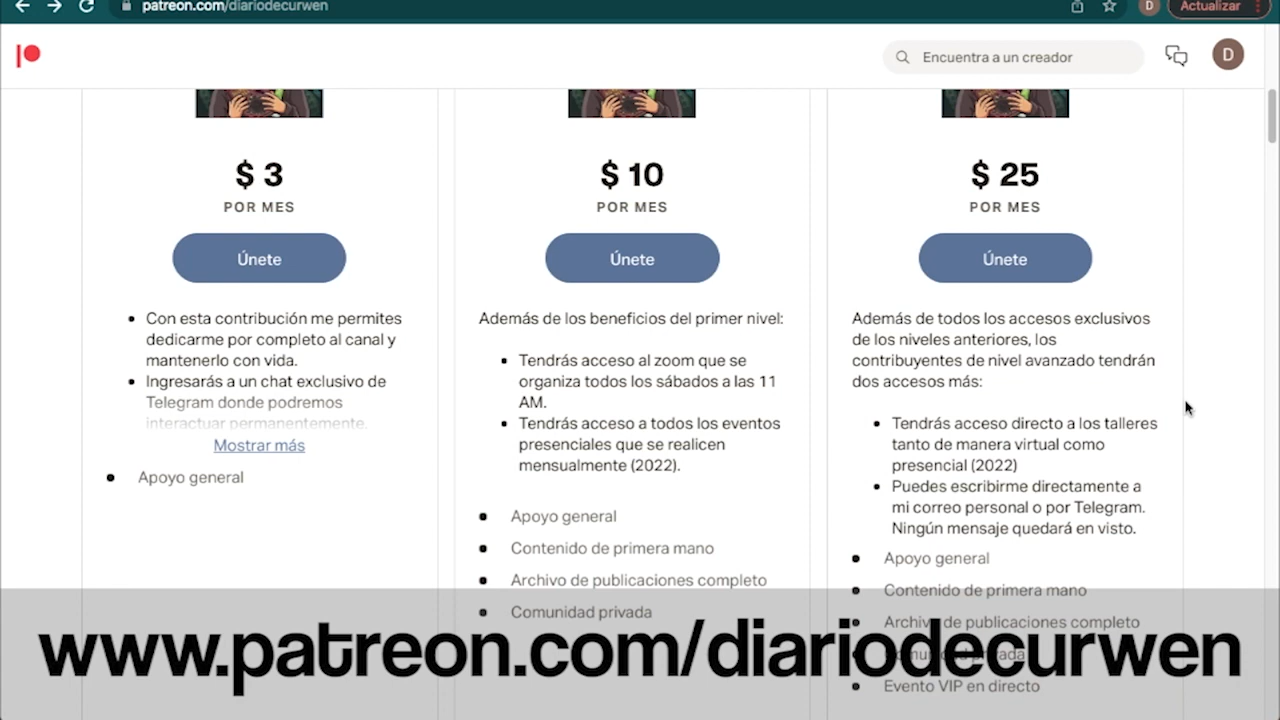 patreon.com/diariodecurwen
D
Actualizar
Encuentra a un creador
D
$ 3
POR MES
Únete
Con esta contribución me permites
dedicarme por completo al canal y
mantenerlo con vida.
Ingresarás a un chat exclusivo de
Telegram donde podremos
interactuar permanentemente.
Mostrar más
Apoyo general
$ 10
POR MES
Únete
Además de los beneficios del primer nivel:
Tendrás acceso al zoom que se
organiza todos los sábados a las 11
AM.
Tendrás acceso a todos los eventos
presenciales que se realicen
mensualmente (2022).
Apoyo general
Contenido de primera mano
Archivo de publicaciones completo
Comunidad privada
$ 25
POR MES
Únete
Además de todos los accesos exclusivos
de los niveles anteriores, los
contribuyentes de nivel avanzado tendrán
dos accesos más:
Tendrás acceso directo a los talleres
tanto de manera virtual como
presencial (2022)
Puedes escribirme directamente a
mi correo personal o por Telegram.
Ningún mensaje quedará en visto.
Apoyo general
Contenido de primera mano
Archivo de publicaciones completo
Comunidad privada
Evento VIP en directo
www.patreon.com/diariodecurwen